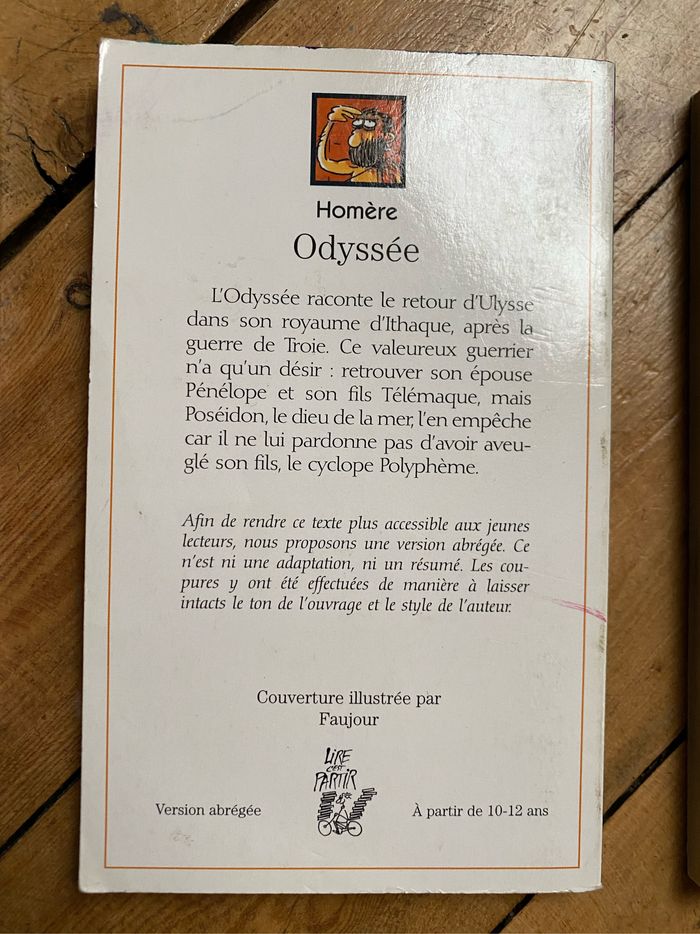 Homère
Odyssée
L'Odyssée raconte le retour d'Ulysse
dans son royaume d'Ithaque, après la
guerre de Troie. Ce valeureux guerrier
n'a qu'un désir : retrouver son épouse
Pénélope et son fils Télémaque, mais
Poséidon, le dieu de la mer, l'en empêche
car il ne lui pardonne pas d'avoir aveu-
glé son fils, le cyclope Polyphème.
Afin de rendre ce texte plus accessible aux jeunes
lecteurs, nous proposons une version abrégée. Ce
n'est ni une adaptation, ni un résumé. Les cou-
pures y ont été effectuées de manière à laisser
intacts le ton de l'ouvrage et le style de l'auteur.
Couverture illustrée par
Faujour
LIRE
C'EST
PARTIR
Version abrégée
À partir de 10-12 ans